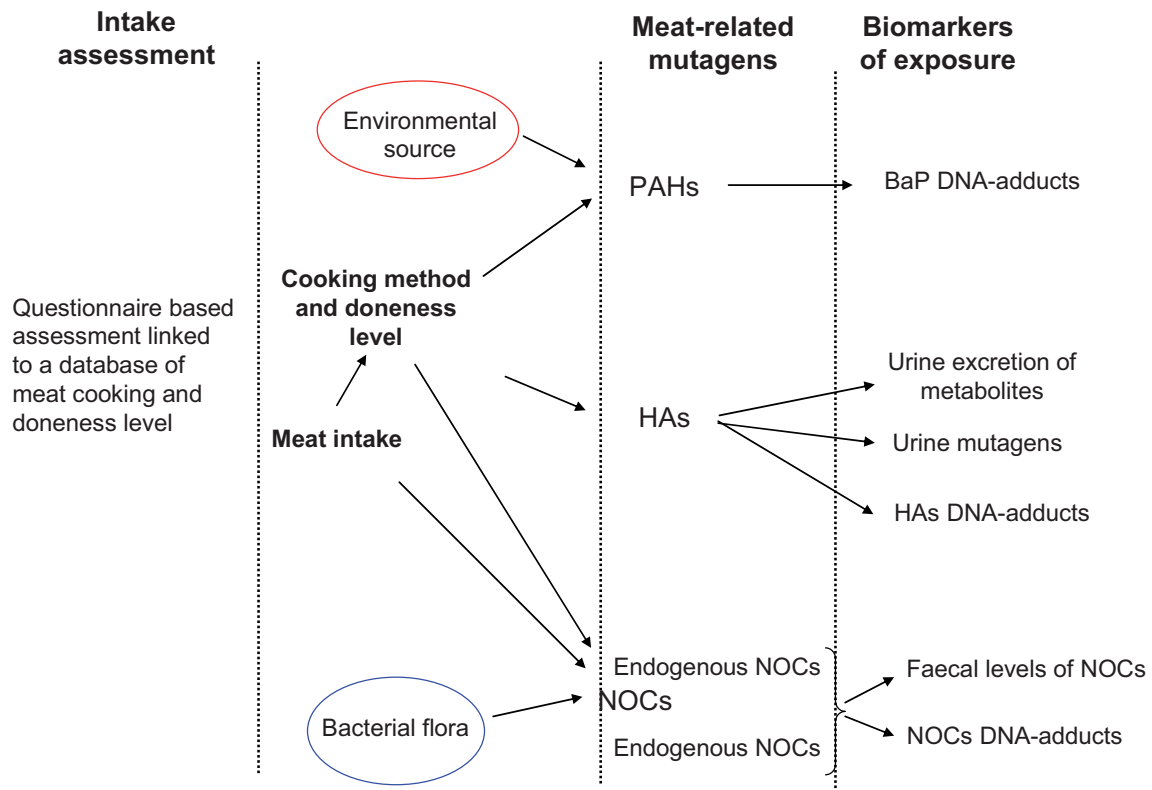 Intake
assessment
Meat-related
mutagens
Biomarkers
of exposure
Questionnaire based
assessment linked
to a database of
meat cooking and
doneness level
Environmental
source
Cooking method
and doneness
level
Meat intake
Bacterial flora
PAHs
HAs
Endogenous NOCs
NOCs
Endogenous NOCs
BaP DNA-adducts
Urine excretion of
metabolites
Urine mutagens
HAs DNA-adducts
Faecal levels of NOCs
NOCs DNA-adducts